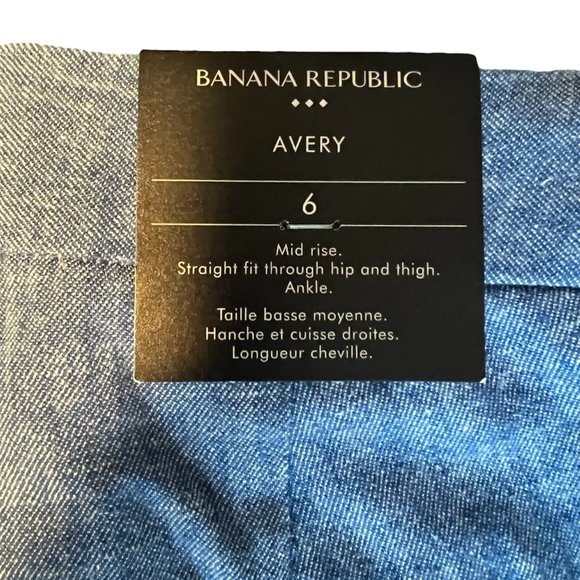 BANANA REPUBLIC
AVERY
6
Mid rise.
Straight fit through hip and thigh.
Ankle.
Taille basse moyenne.
Hanche et cuisse droites.
Longueur cheville.